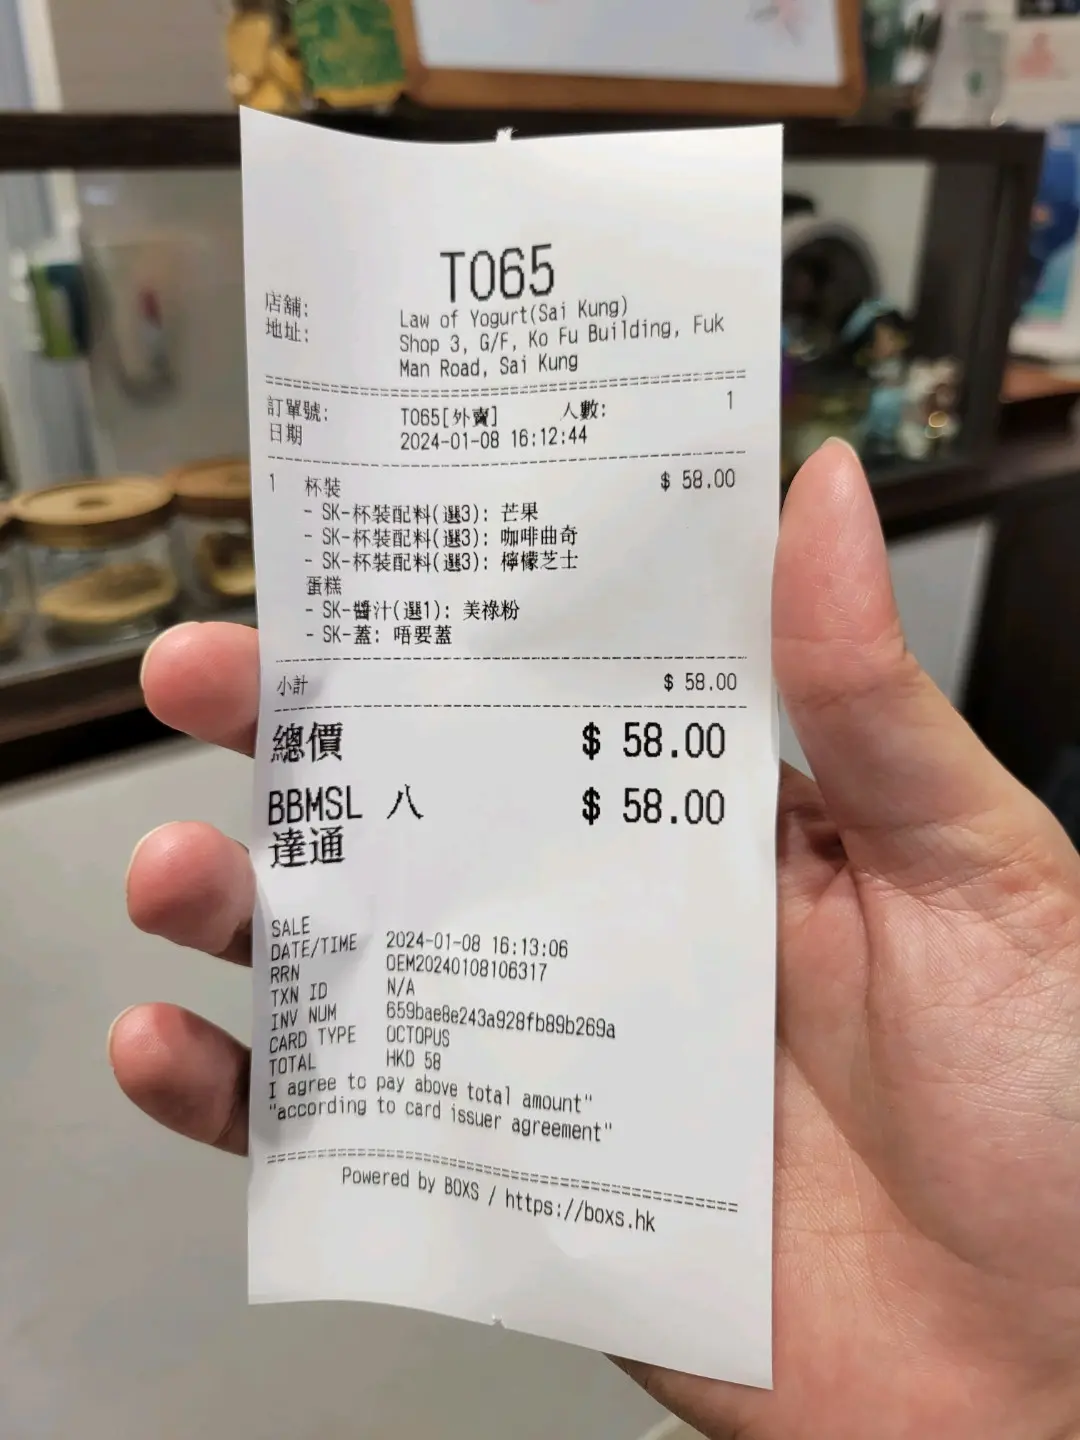 T065
店舖: Law of Yogurt(Sai Kung)
地址: Shop 3, G/F, Ko Fu Building, Fuk
Man Road, Sai Kung
訂單號: T065[外賣] 人數: 1
日期 2024-01-08 16:12:44
1 杯裝 $ 58.00
- SK-杯裝配料(選3): 芒果
- SK-杯裝配料(選3): 咖啡曲奇
- SK-杯裝配料(選3): 檸檬芝士
蛋糕
- SK-醬汁(選1): 美祿粉
- SK-蓋: 唔要蓋
小計 $ 58.00
總價 $ 58.00
BBMSL 八 $ 58.00
達通
SALE
DATE/TIME 2024-01-08 16:13:06
RRN OEM20240108106317
TXN ID N/A
INV NUM 659bae8e243a928fb89b269a
CARD TYPE OCTOPUS
TOTAL HKD 58
I agree to pay above total amount"
"according to card issuer agreement"
Powered by BOXS / https://boxs.hk